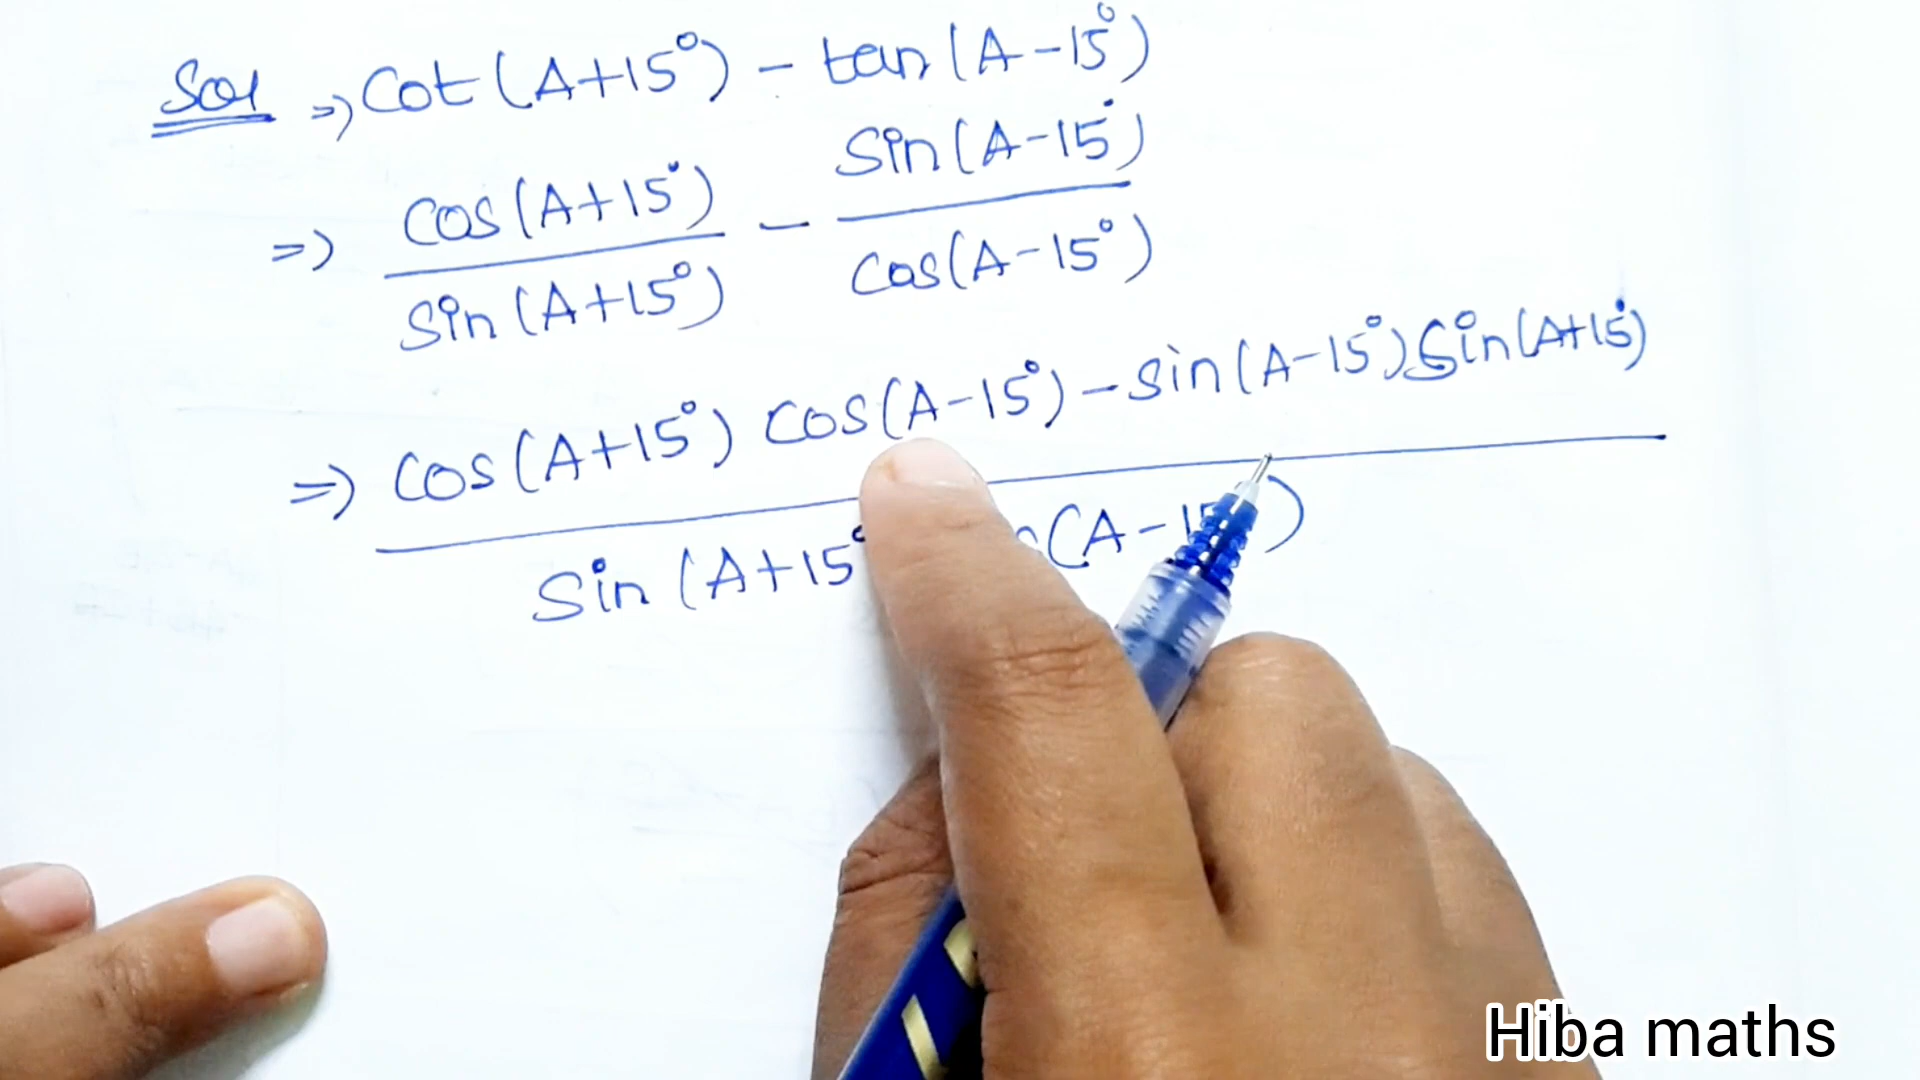 Sol => Cot (A+15°) - tan (A-15°)
=> Cos (A+15°) / Sin (A+15°) - Sin (A-15°) / Cos (A-15°)
=> Cos (A+15°) Cos (A-15°) - Sin (A-15°) Sin (A+15°)
Sin (A+15° (A-15 )
Hiba maths